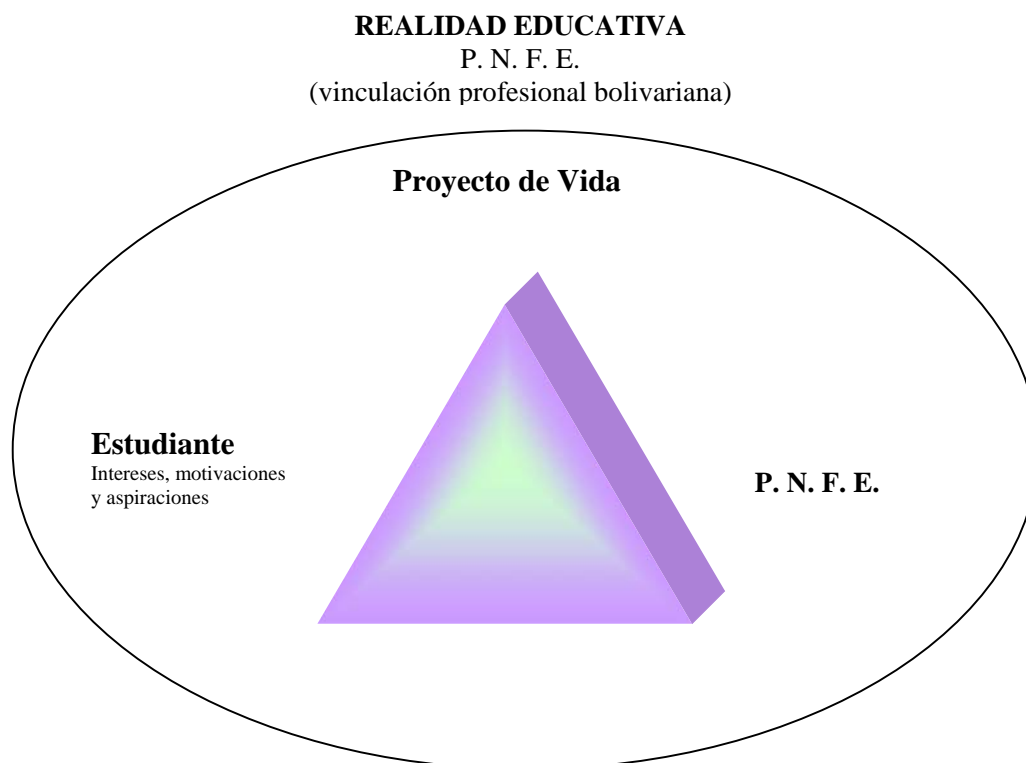 REALIDAD EDUCATIVA
P. N. F. E.
(vinculación profesional bolivariana)
Proyecto de Vida
Estudiante
Intereses, motivaciones
y aspiraciones
P. N. F. E.